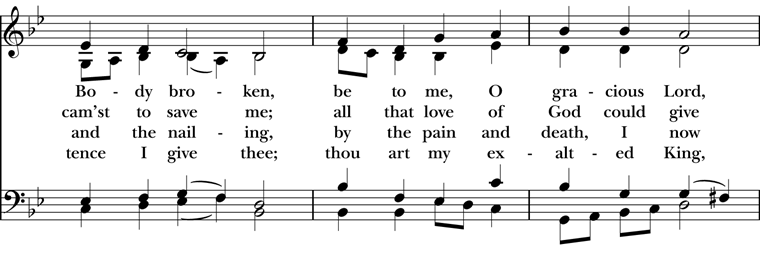 Bo - dy bro - ken, be to me, O gra - cious Lord,
cam'st to save me; all that love of God could give
and the nail - ing, by the pain and death, I now
tence I give thee; thou art my ex - alt - ed King,